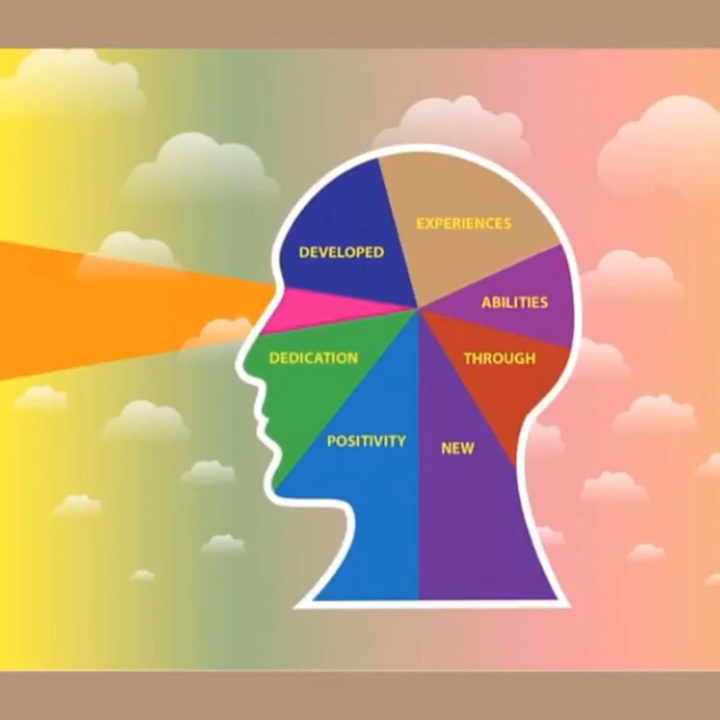 EXPERIENCES
DEVELOPED
ABILITIES
DEDICATION
THROUGH
POSITIVITY
NEW